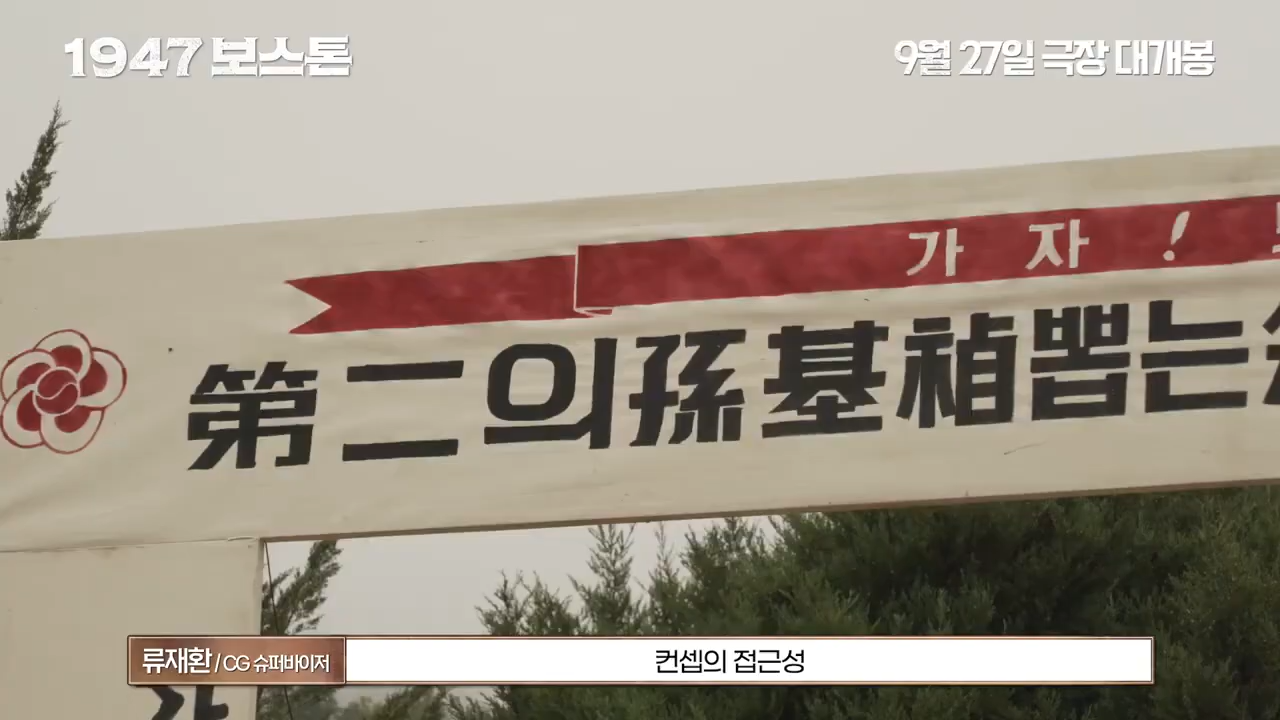 1947 보스톤
9월 27일 극장 대개봉
가자!
第二의孫基禎뽑는
류재환 / CG 슈퍼바이저
컨셉의 접근성